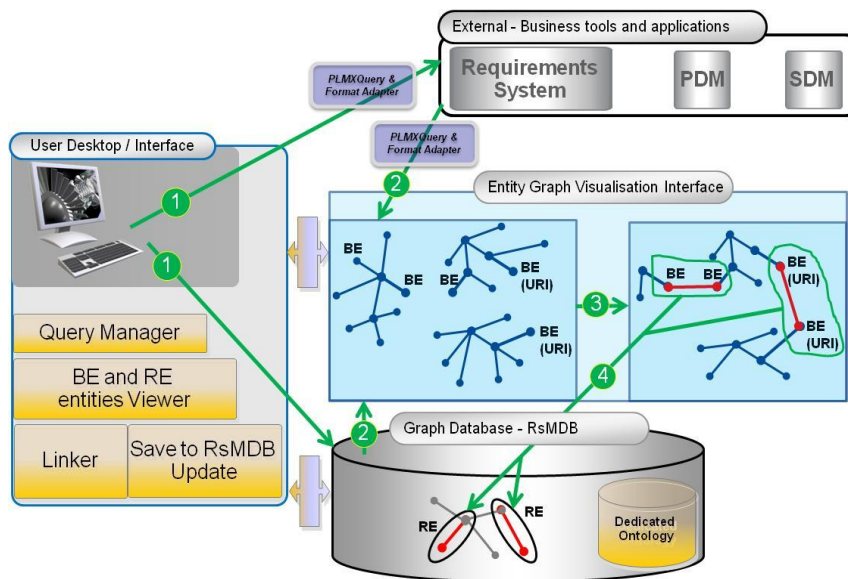 External - Business tools and applications
Requirements
System
PDM
SDM
PLMXQuery &
Format Adapter
PLMXQuery &
Format Adapter
User Desktop / Interface
1
1
2
Entity Graph Visualisation Interface
BE
BE
BE
BE
(URI)
BE
(URI)
3
BE
BE
BE
(URI)
BE
(URI)
4
Query Manager
BE and RE
entities Viewer
Linker
Save to RsMDB
Update
2
Graph Database - RsMDB
RE
RE
Dedicated
Ontology